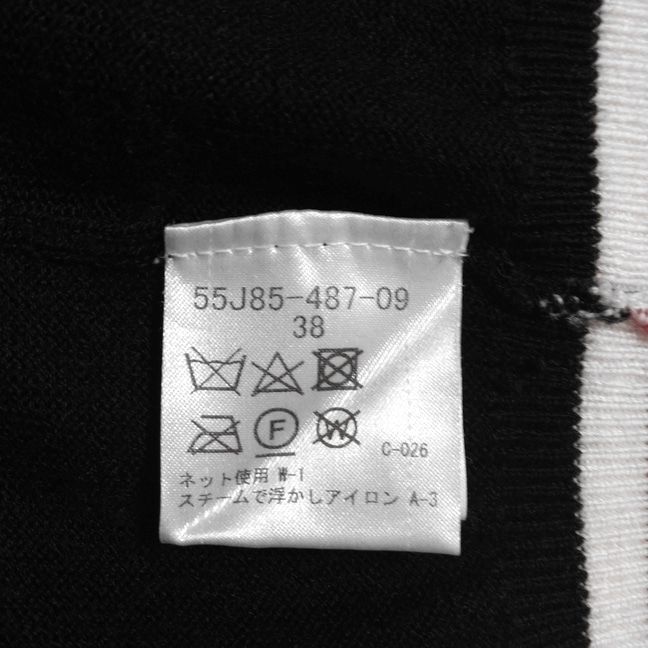 55J85-487-09
38
F W
C-026
ネット使用 W-1
スチームで浮かしアイロン A-3